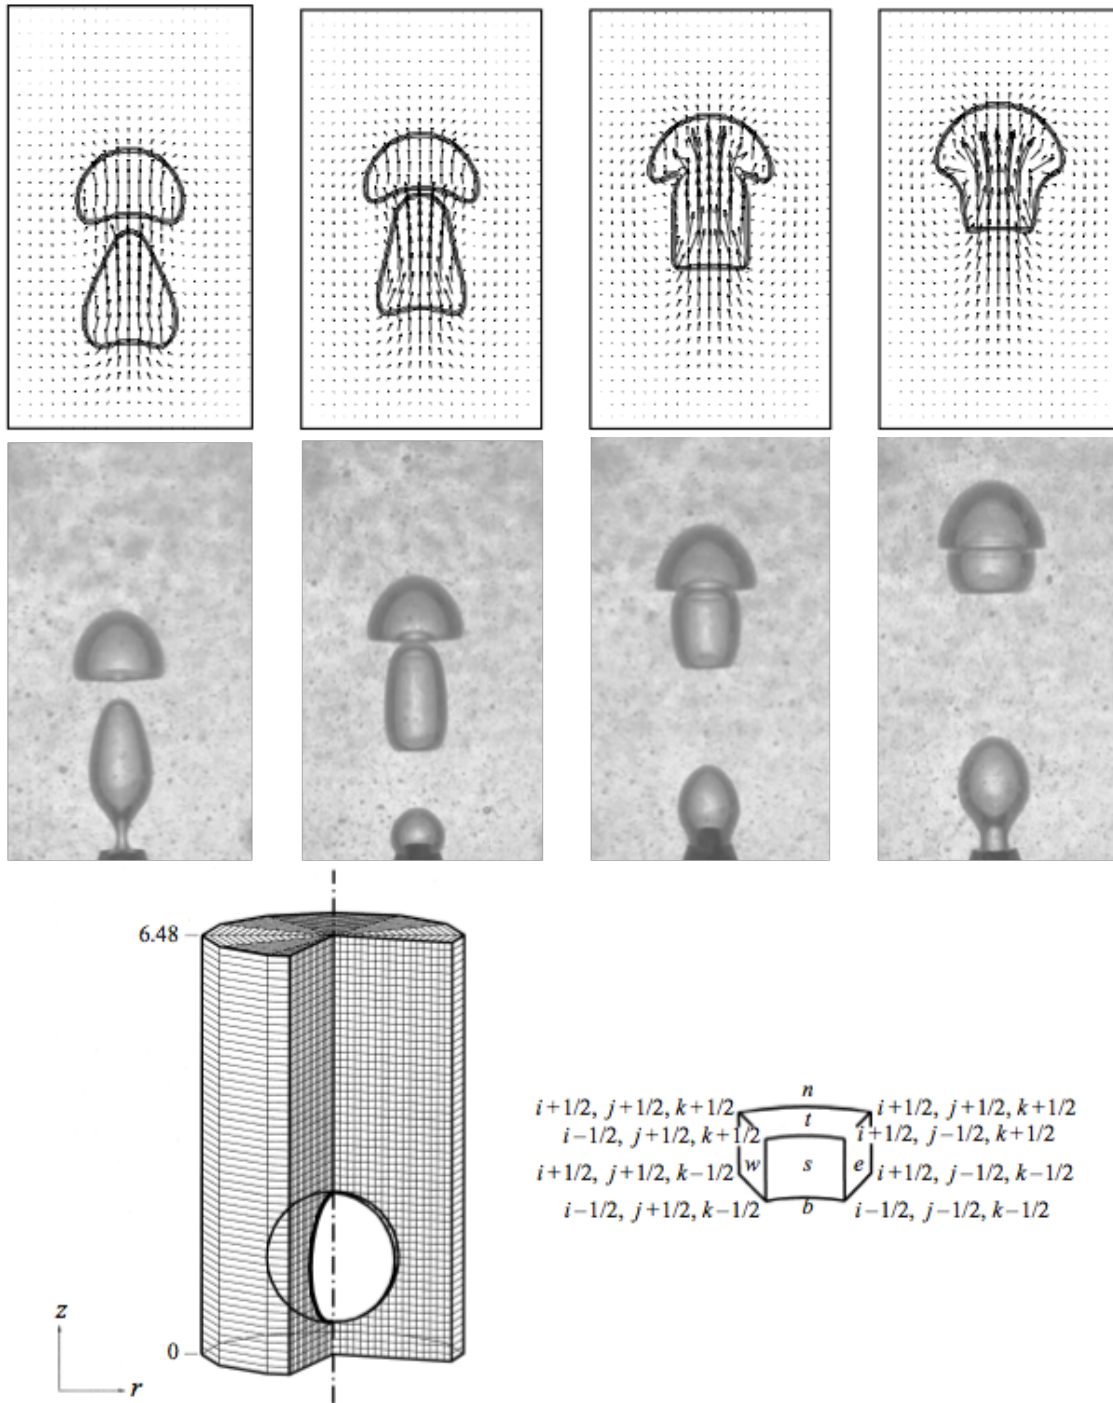 6.48
0
z
r
n
i+1/2, j+1/2, k+1/2
i+1/2, j+1/2, k+1/2
t
i−1/2, j+1/2, k+1/2
i+1/2, j−1/2, k+1/2
w
s
e
i+1/2, j+1/2, k−1/2
i+1/2, j−1/2, k−1/2
i−1/2, j+1/2, k−1/2
b
i−1/2, j−1/2, k−1/2